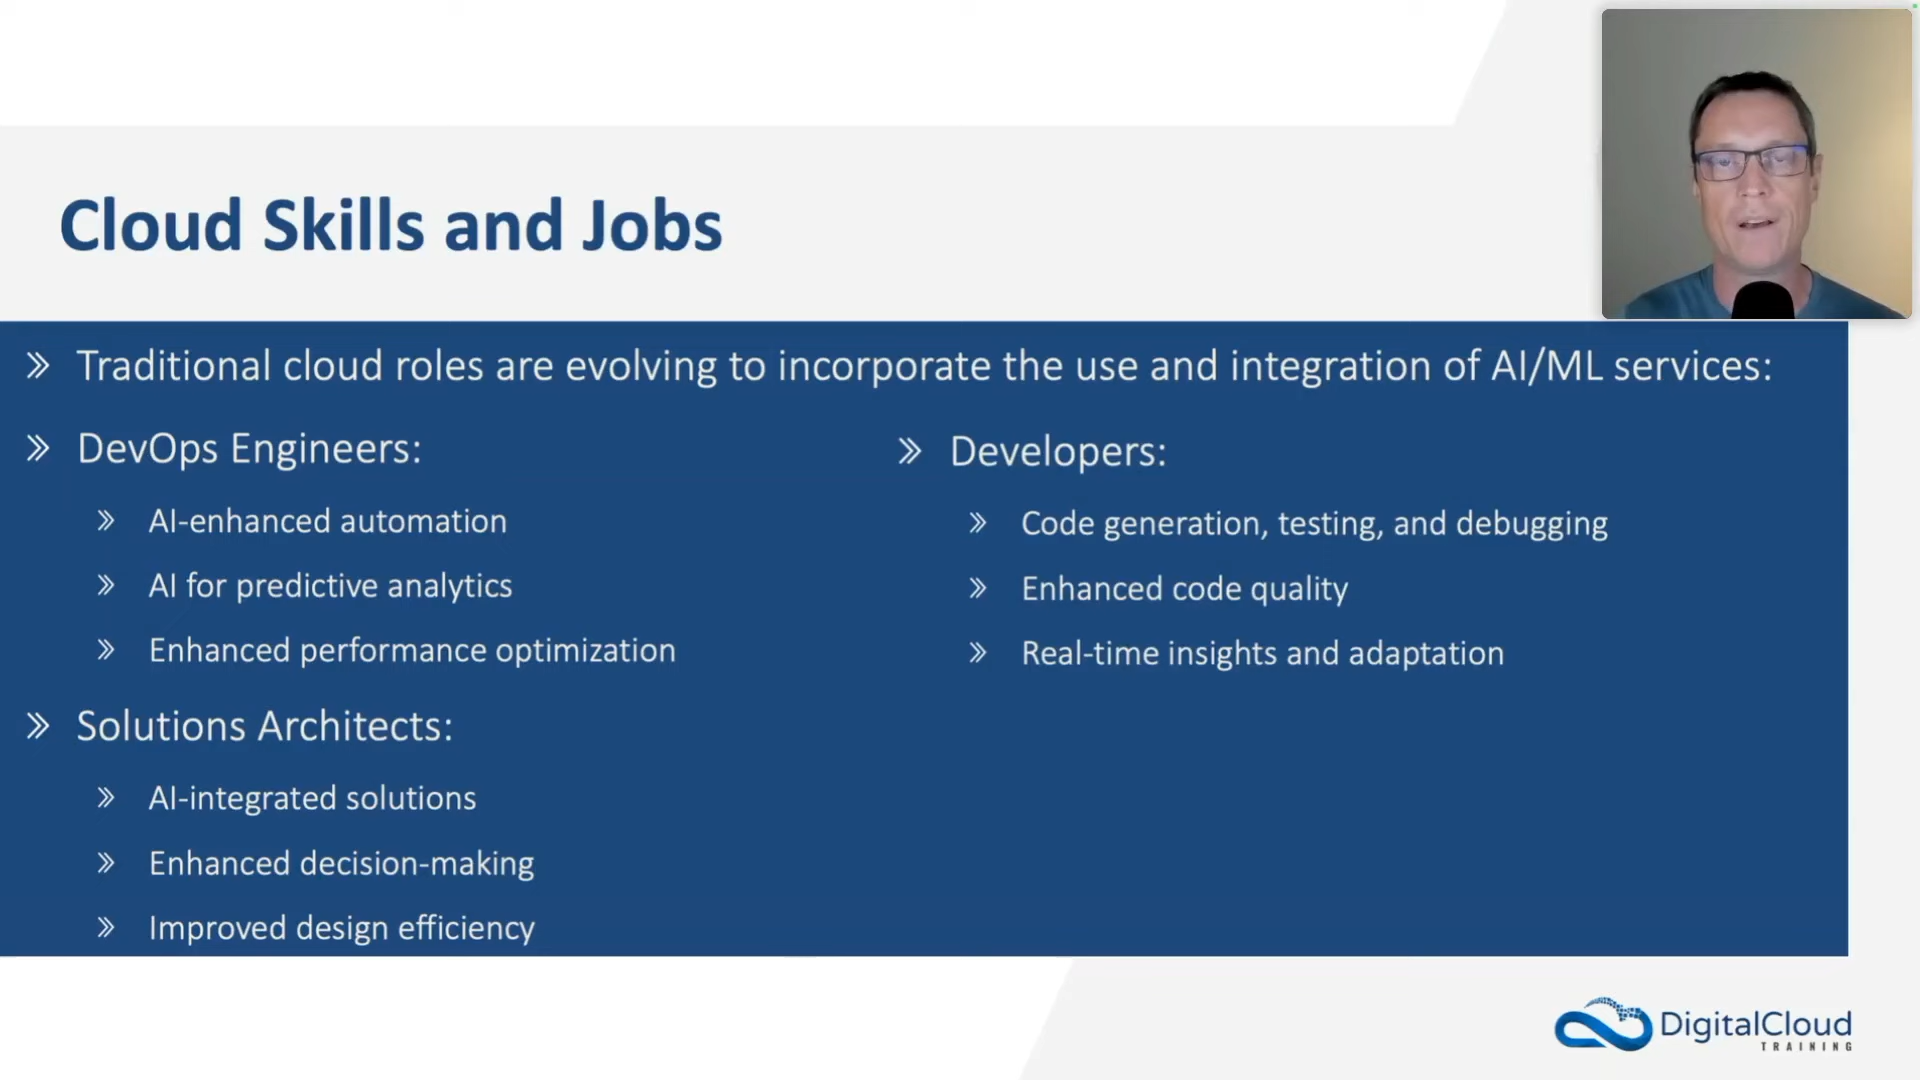 Cloud Skills and Jobs
Traditional cloud roles are evolving to incorporate the use and integration of AI/ML services:
DevOps Engineers:
AI-enhanced automation
AI for predictive analytics
Enhanced performance optimization
Solutions Architects:
AI-integrated solutions
Enhanced decision-making
Improved design efficiency
Developers:
Code generation, testing, and debugging
Enhanced code quality
Real-time insights and adaptation
DigitalCloud
TRAINING